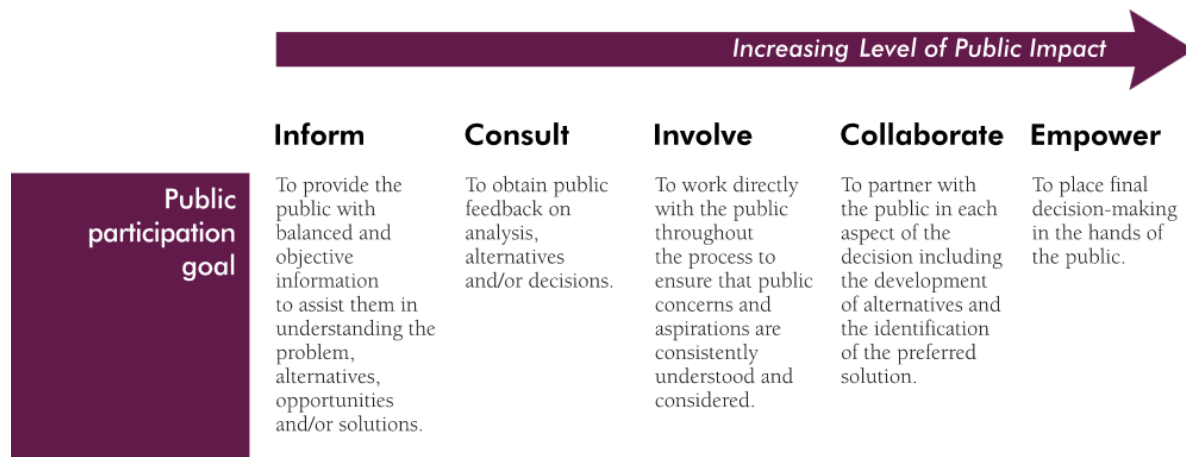 Increasing Level of Public Impact
Inform
Consult
Involve
Collaborate
Empower
Public
participation
goal
To provide the
public with
balanced and
objective
information
to assist them in
understanding the
problem,
alternatives,
opportunities
and/or solutions.
To obtain public
feedback on
analysis,
alternatives
and/or decisions.
To work directly
with the public
throughout
the process to
ensure that public
concerns and
aspirations are
consistently
understood and
considered.
To partner with
the public in each
aspect of the
decision including
the development
of alternatives and
the identification
of the preferred
solution.
To place final
decision-making
in the hands of
the public.